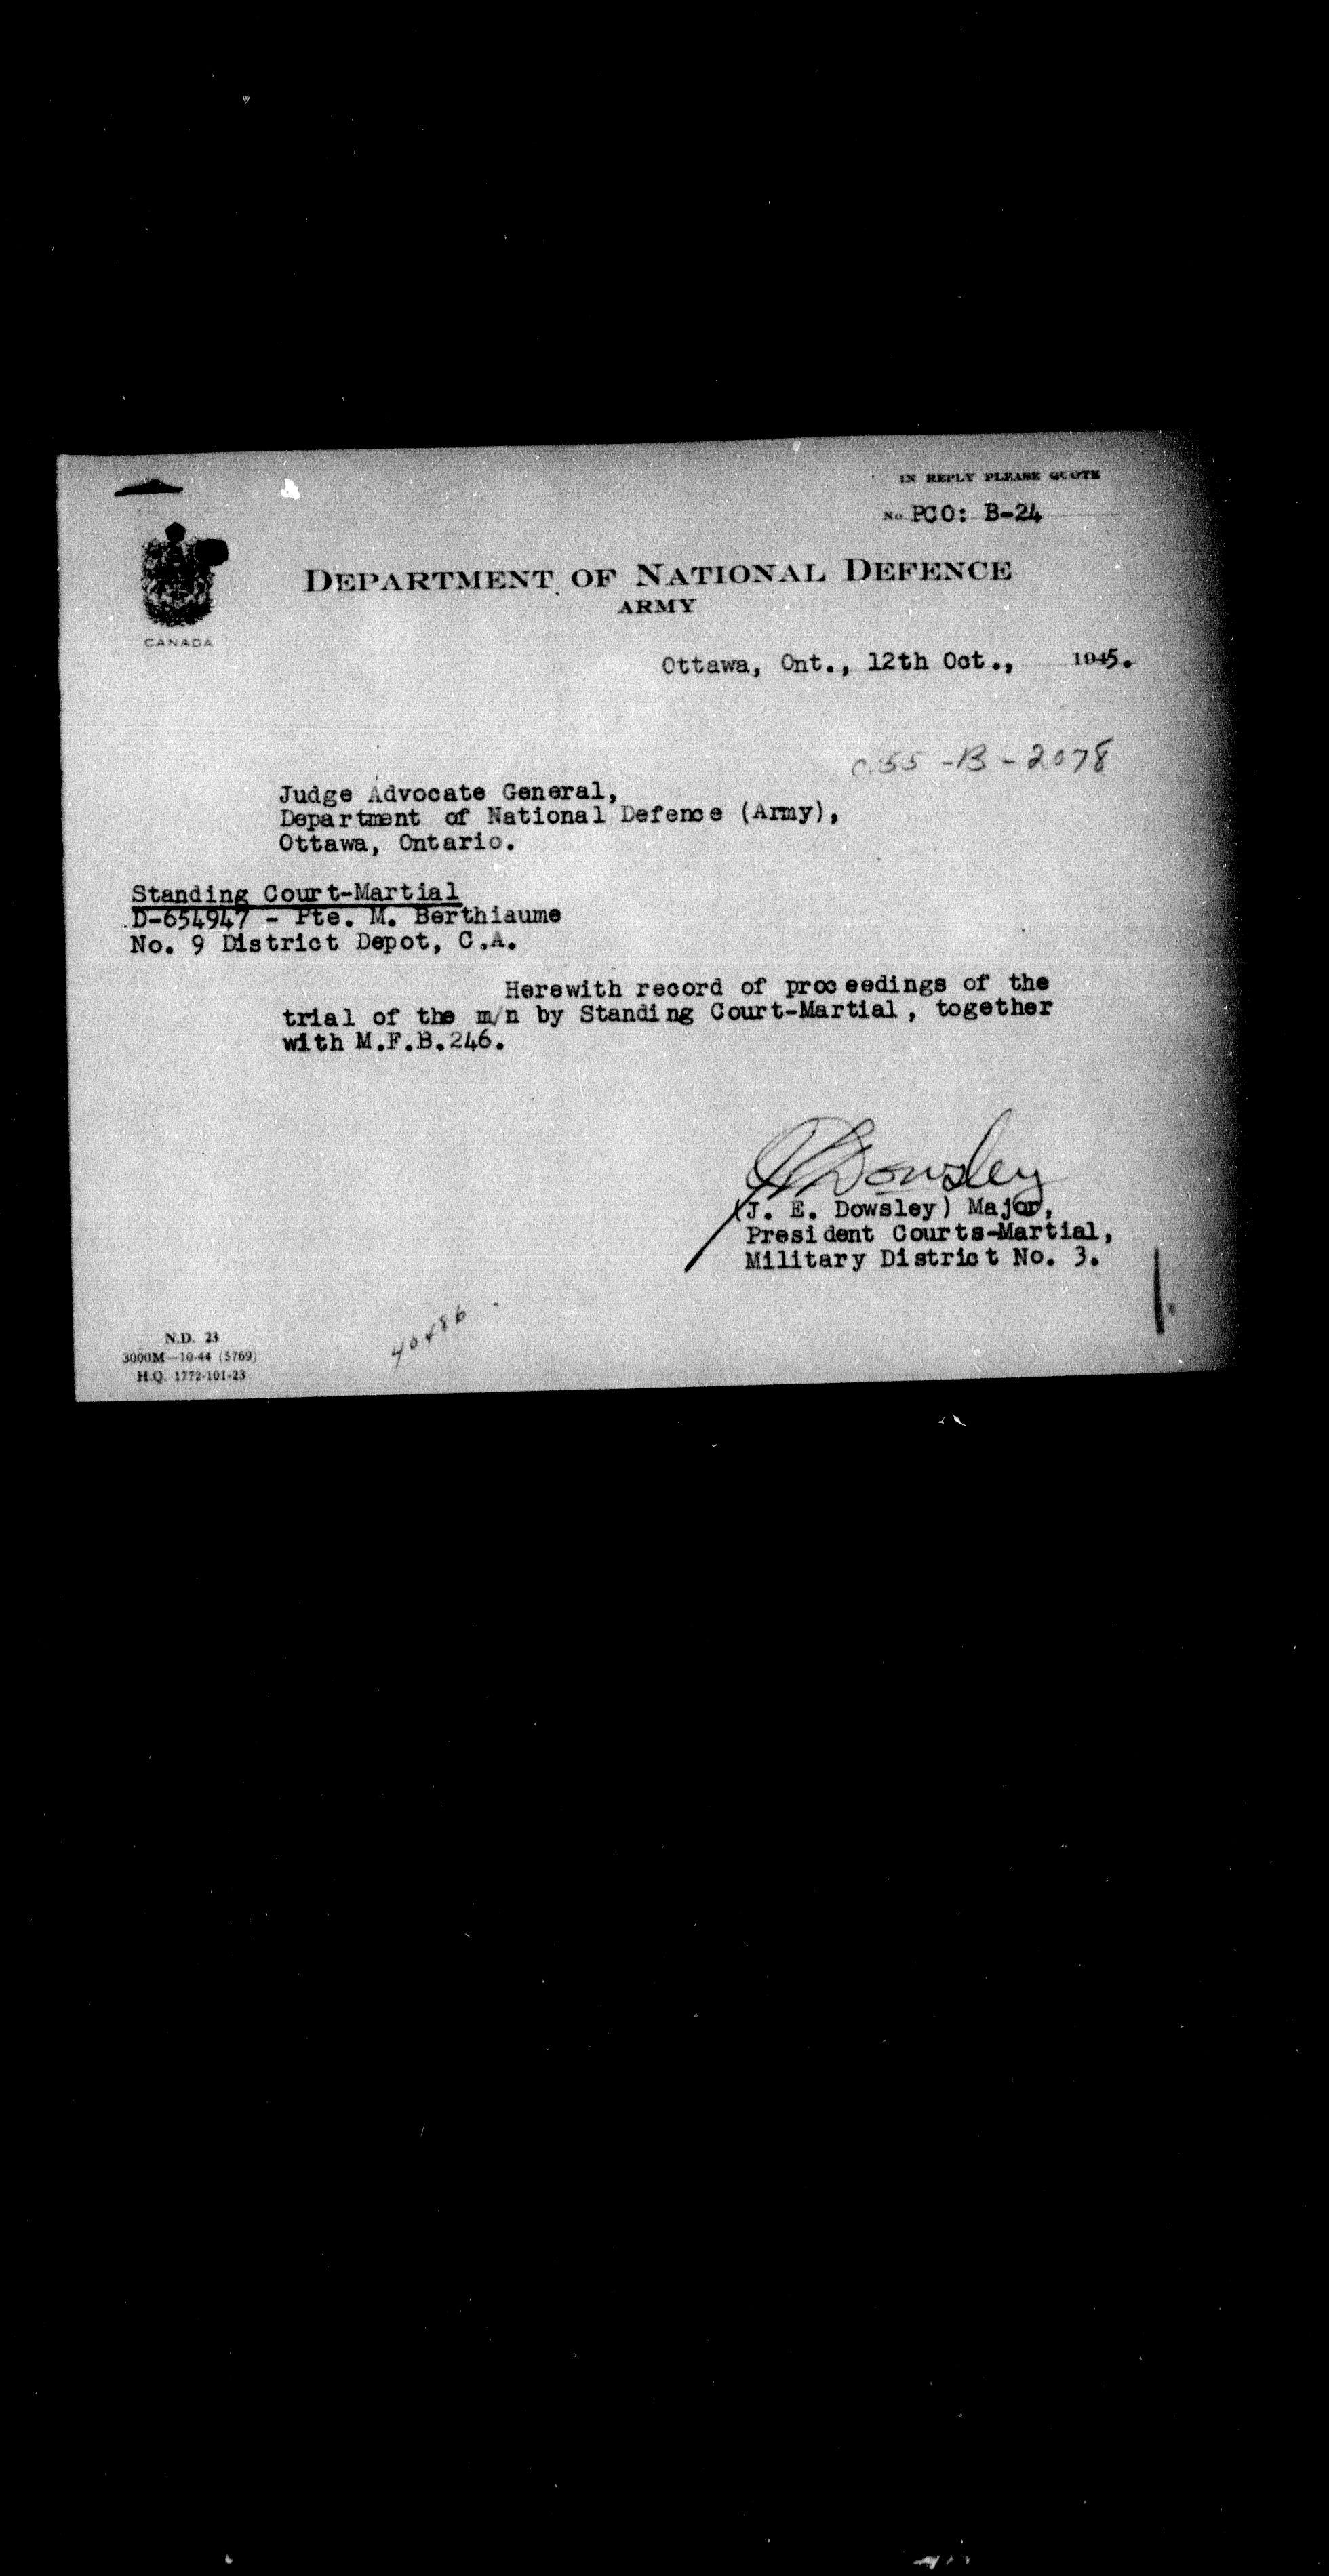 IN REPLY PLEASE QUOTE
No. PCO: B-24
CANADA
DEPARTMENT OF NATIONAL DEFENCE
ARMY
Ottawa, Ont., 12th Oct., 1945.
-B-2078
Judge Advocate General,
Department of National Defence (Army),
Ottawa, Ontario.
Standing Court-Martial
D-654947 - Pte. M. Berthiaume
No. 9 District Depot, C.A.
Herewith record of proceedings of the
trial of the m/n by Standing Court-Martial, together
with M.F.B.246.
Dowsley
(J. E. Dowsley) Major,
President Courts-Martial,
Military District No. 3.
N.D. 23
3000M—10-44 (5769)
H.Q. 1772-101-23